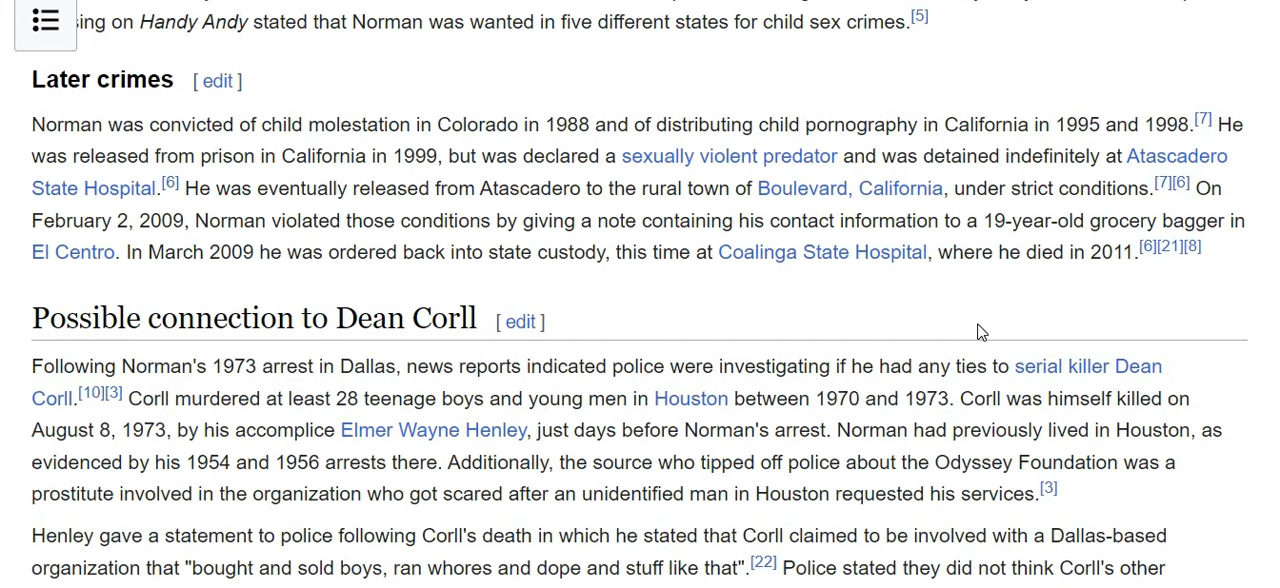 sing on Handy Andy stated that Norman was wanted in five different states for child sex crimes.[5]
Later crimes [ edit ]
Norman was convicted of child molestation in Colorado in 1988 and of distributing child pornography in California in 1995 and 1998.[7] He
was released from prison in California in 1999, but was declared a sexually violent predator and was detained indefinitely at Atascadero
State Hospital.[6] He was eventually released from Atascadero to the rural town of Boulevard, California, under strict conditions.[7][6] On
February 2, 2009, Norman violated those conditions by giving a note containing his contact information to a 19-year-old grocery bagger in
El Centro. In March 2009 he was ordered back into state custody, this time at Coalinga State Hospital, where he died in 2011.[6][21][8]
Possible connection to Dean Corll [ edit ]
Following Norman's 1973 arrest in Dallas, news reports indicated police were investigating if he had any ties to serial killer Dean
Corll.[10][3] Corll murdered at least 28 teenage boys and young men in Houston between 1970 and 1973. Corll was himself killed on
August 8, 1973, by his accomplice Elmer Wayne Henley, just days before Norman's arrest. Norman had previously lived in Houston, as
evidenced by his 1954 and 1956 arrests there. Additionally, the source who tipped off police about the Odyssey Foundation was a
prostitute involved in the organization who got scared after an unidentified man in Houston requested his services.[3]
Henley gave a statement to police following Corll's death in which he stated that Corll claimed to be involved with a Dallas-based
organization that "bought and sold boys, ran whores and dope and stuff like that".[22] Police stated they did not think Corll's other